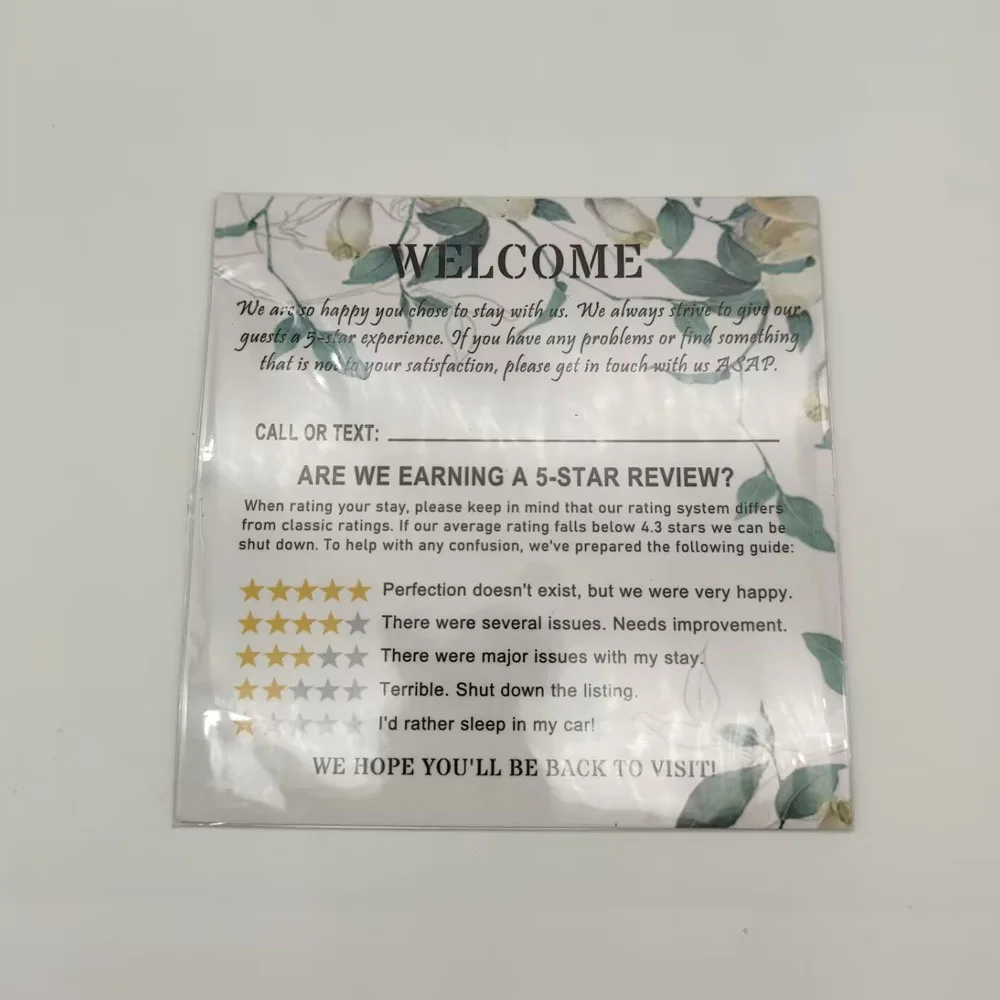 WELCOME
We are so happy you chose to stay with us. We always strive to give our
guests a 5-star experience. If you have any problems or find something
that is not to your satisfaction, please get in touch with us ASAP.
CALL OR TEXT:
ARE WE EARNING A 5-STAR REVIEW?
When rating your stay, please keep in mind that our rating system differs
from classic ratings. If our average rating falls below 4.3 stars we can be
shut down. To help with any confusion, we've prepared the following guide:
Perfection doesn't exist, but we were very happy.
There were several issues. Needs improvement.
There were major issues with my stay.
Terrible. Shut down the listing.
I'd rather sleep in my car!
WE HOPE YOU'LL BE BACK TO VISIT!